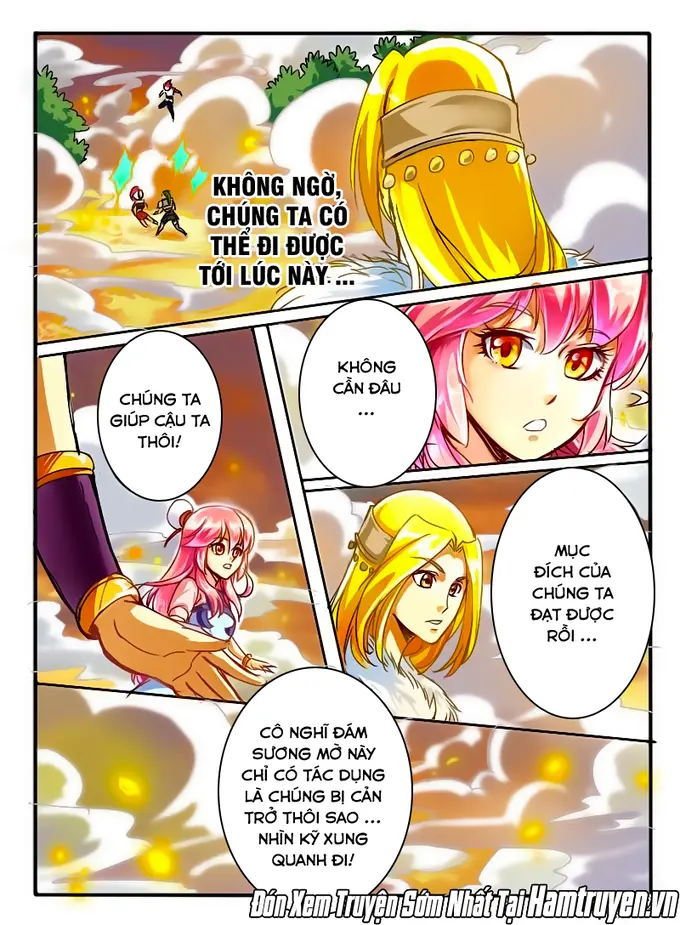 KHÔNG NGỜ,
CHÚNG TA CÓ
THỂ ĐI ĐƯỢC
TỚI LÚC NÀY ...
CHÚNG TA
GIÚP CẬU TA
THÔI!
KHÔNG
CẦN ĐÂU
...
MỤC
ĐÍCH CỦA
CHÚNG TA
ĐẠT ĐƯỢC
RỒI ...
CÔ NGHĨ ĐÁM
SƯƠNG MỞ NÀY
CHỈ CÓ TÁC DỤNG
LÀ CHÚNG BỊ CẢN
TRỞ THÔI SAO ...
NHÌN KỸ XUNG
QUANH ĐI!
Đón Xem Truyện Sớm Nhất Tại Hamtruyen.vn